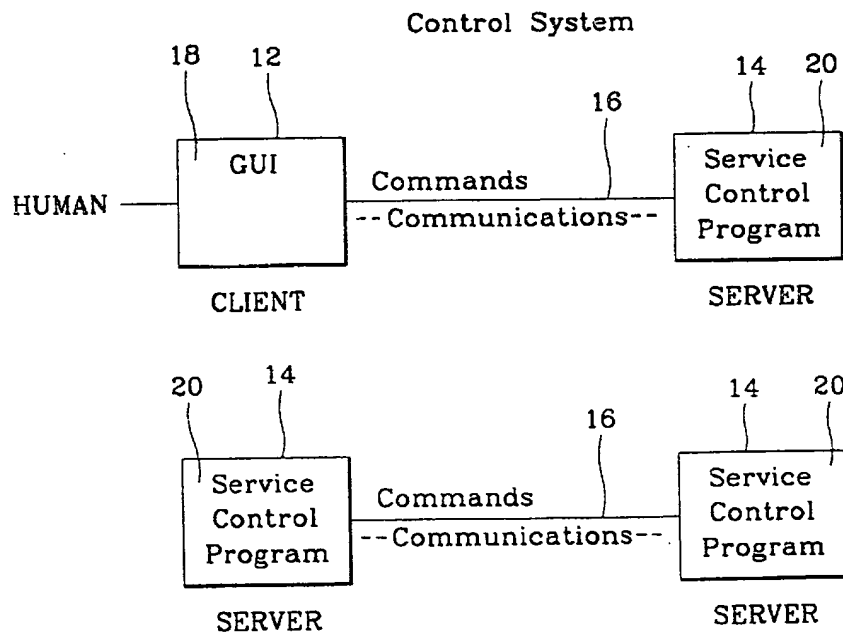 Control System
18 12 14 20
16
GUI
Service
Control
Program
HUMAN
Commands
--Communications--
CLIENT
SERVER
20 14 14 20
16
Service
Control
Program
Commands
--Communications--
Service
Control
Program
SERVER
SERVER